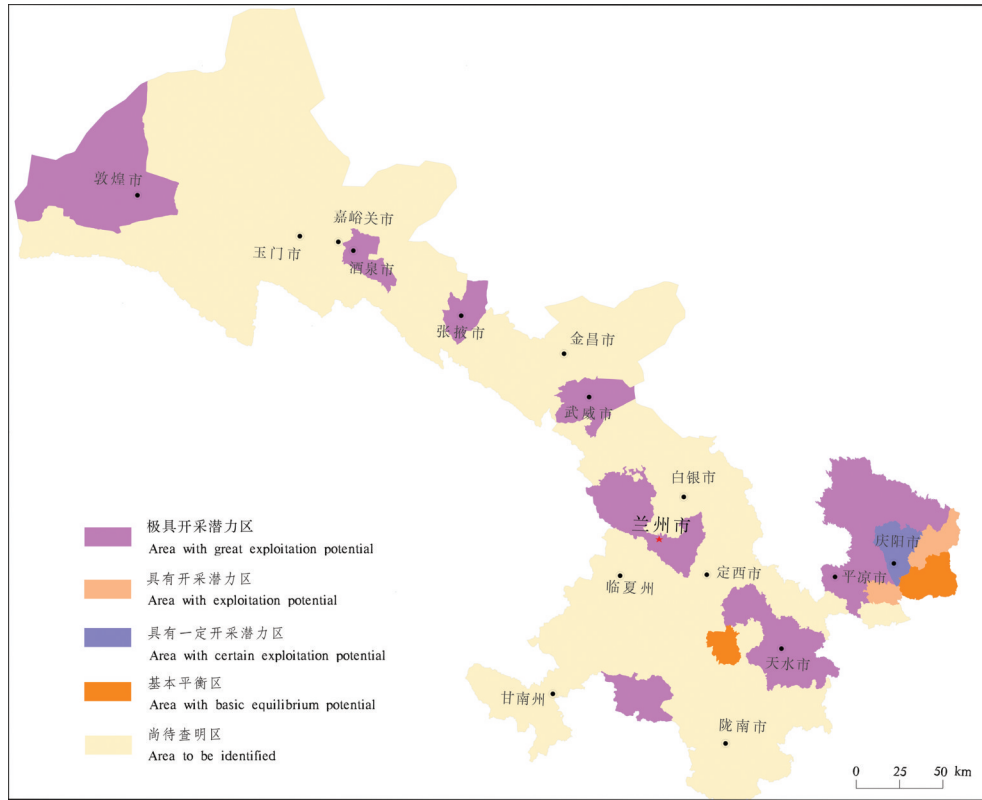 敦煌市
嘉峪关市
玉门市
酒泉市
张掖市
金昌市
武威市
白银市
兰州市
庆阳市
平凉市
定西市
临夏州
天水市
甘南州
陇南市
极具开采潜力区
Area with great exploitation potential
具有开采潜力区
Area with exploitation potential
具有一定开采潜力区
Area with certain exploitation potential
基本平衡区
Area with basic equilibrium potential
尚待查明区
Area to be identified
0 25 50 km